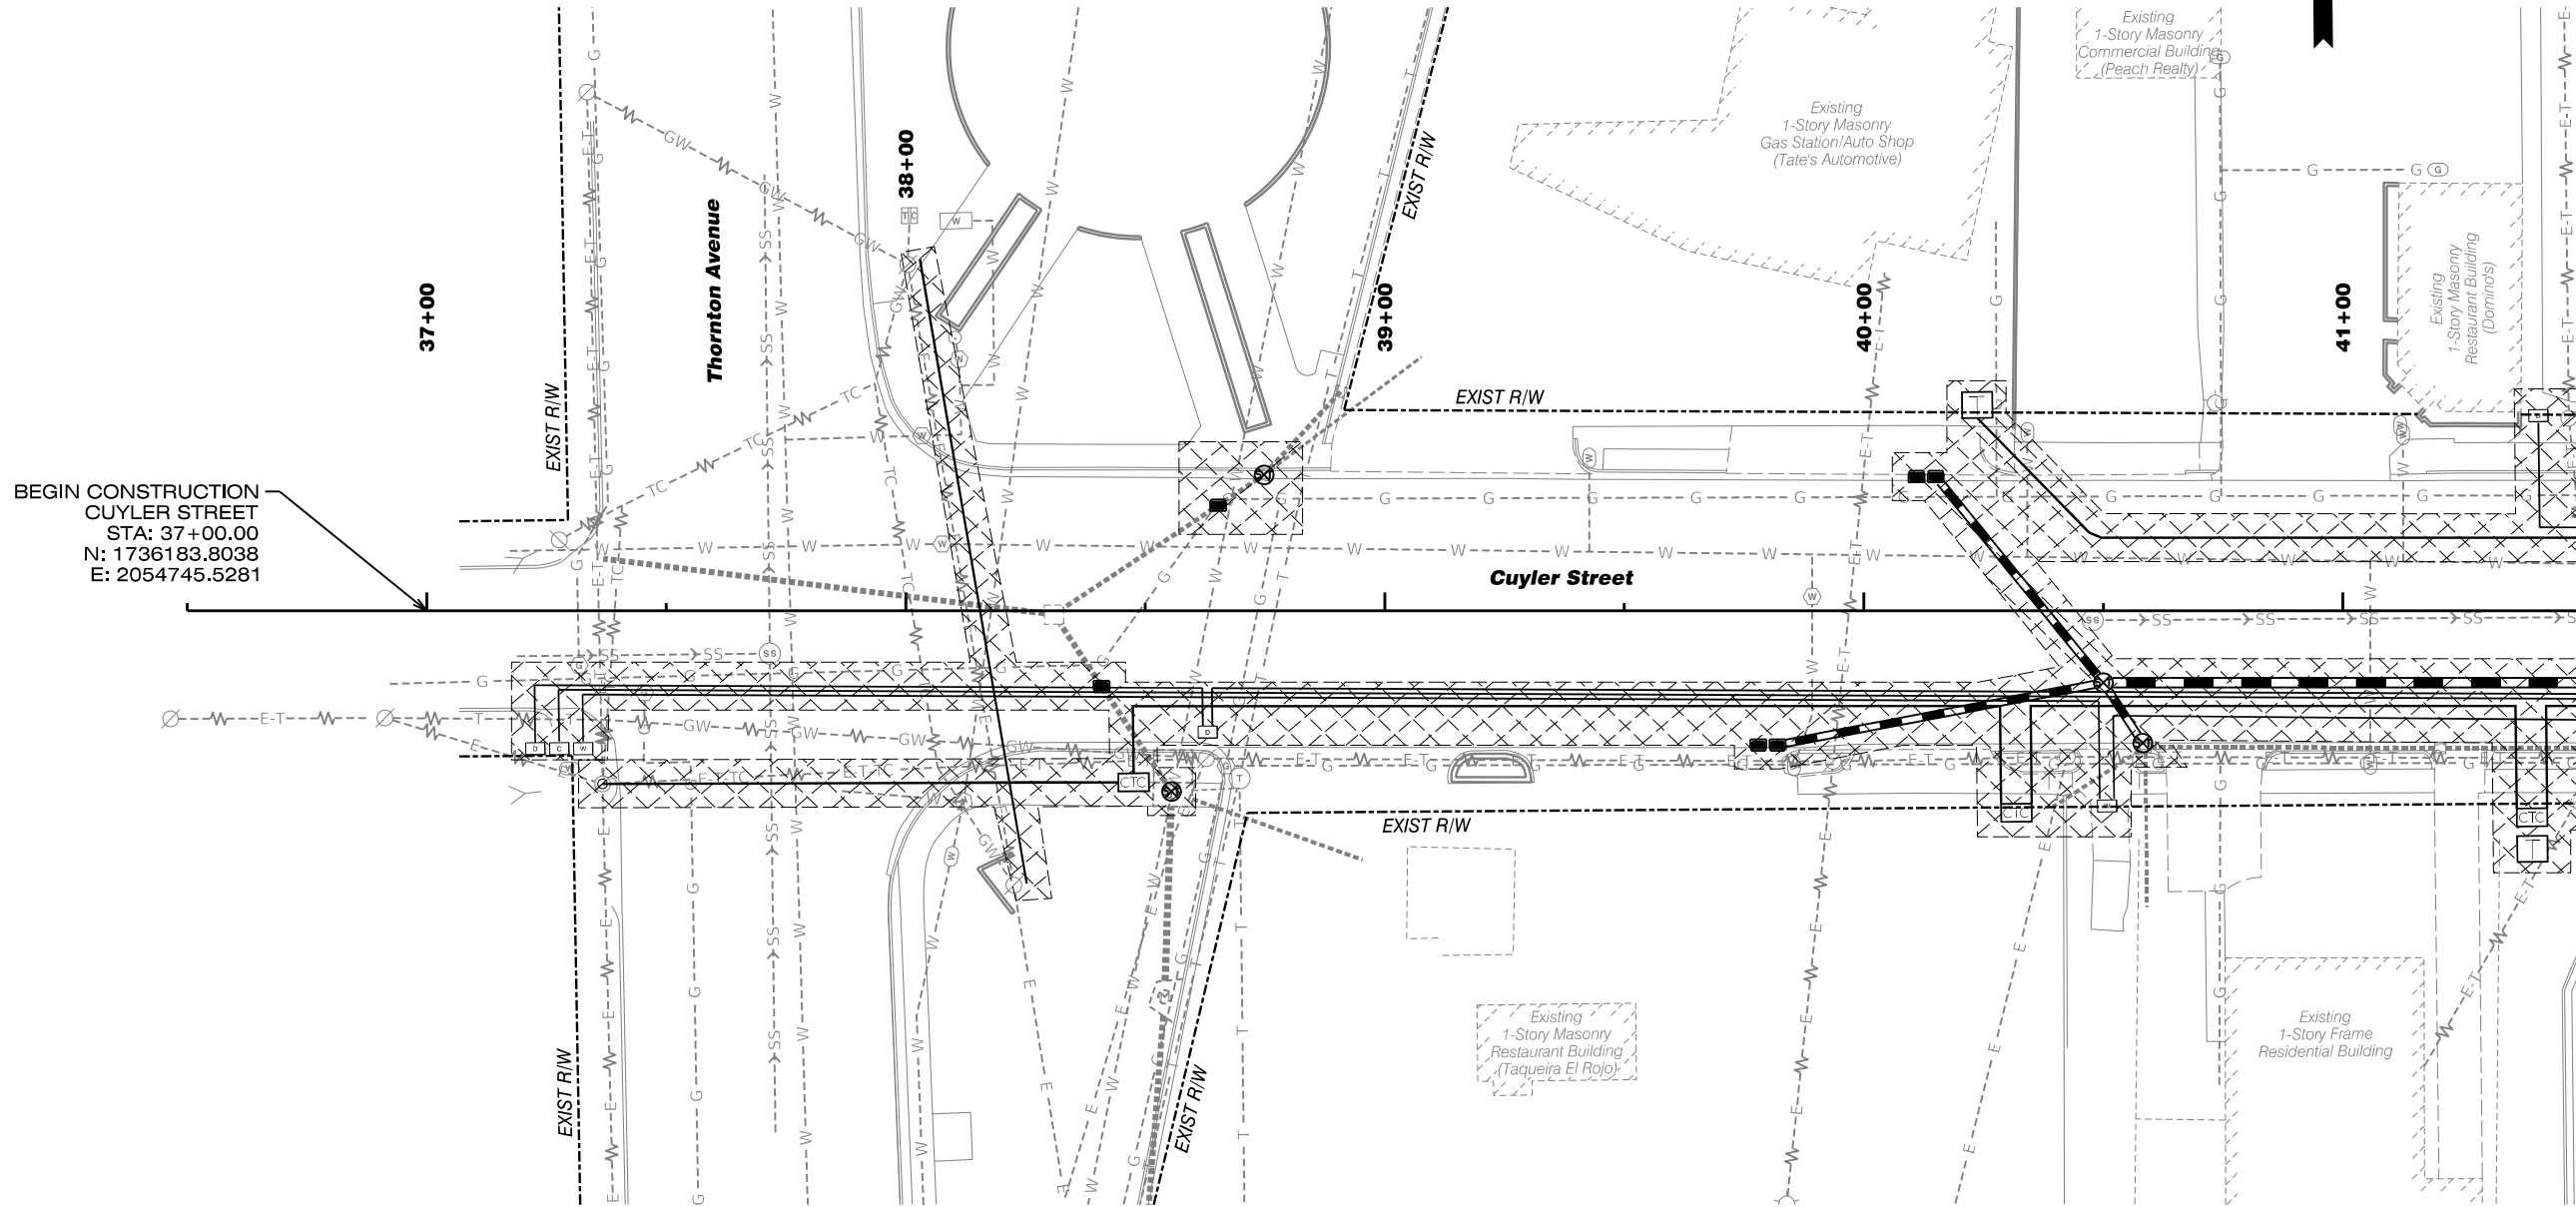 Existing
1-Story Masonry
Commercial Building
(Peach Realty)
Existing
1-Story Masonry
Gas Station/Auto Shop
(Tate's Automotive)
Existing
1-Story Masonry
Restaurant Building
(Domino's)
37+00
38+00
39+00
40+00
41+00
Thornton Avenue
EXIST R/W
EXIST R/W
EXIST R/W
BEGIN CONSTRUCTION
CUYLER STREET
STA: 37+00.00
N: 1736183.8038
E: 2054745.5281
Cuyler Street
EXIST R/W
EXIST R/W
EXIST R/W
CTC
CTC
CTC
T
T
Existing
1-Story Masonry
Restaurant Building
(Taqueira El Rojo)
Existing
1-Story Frame
Residential Building